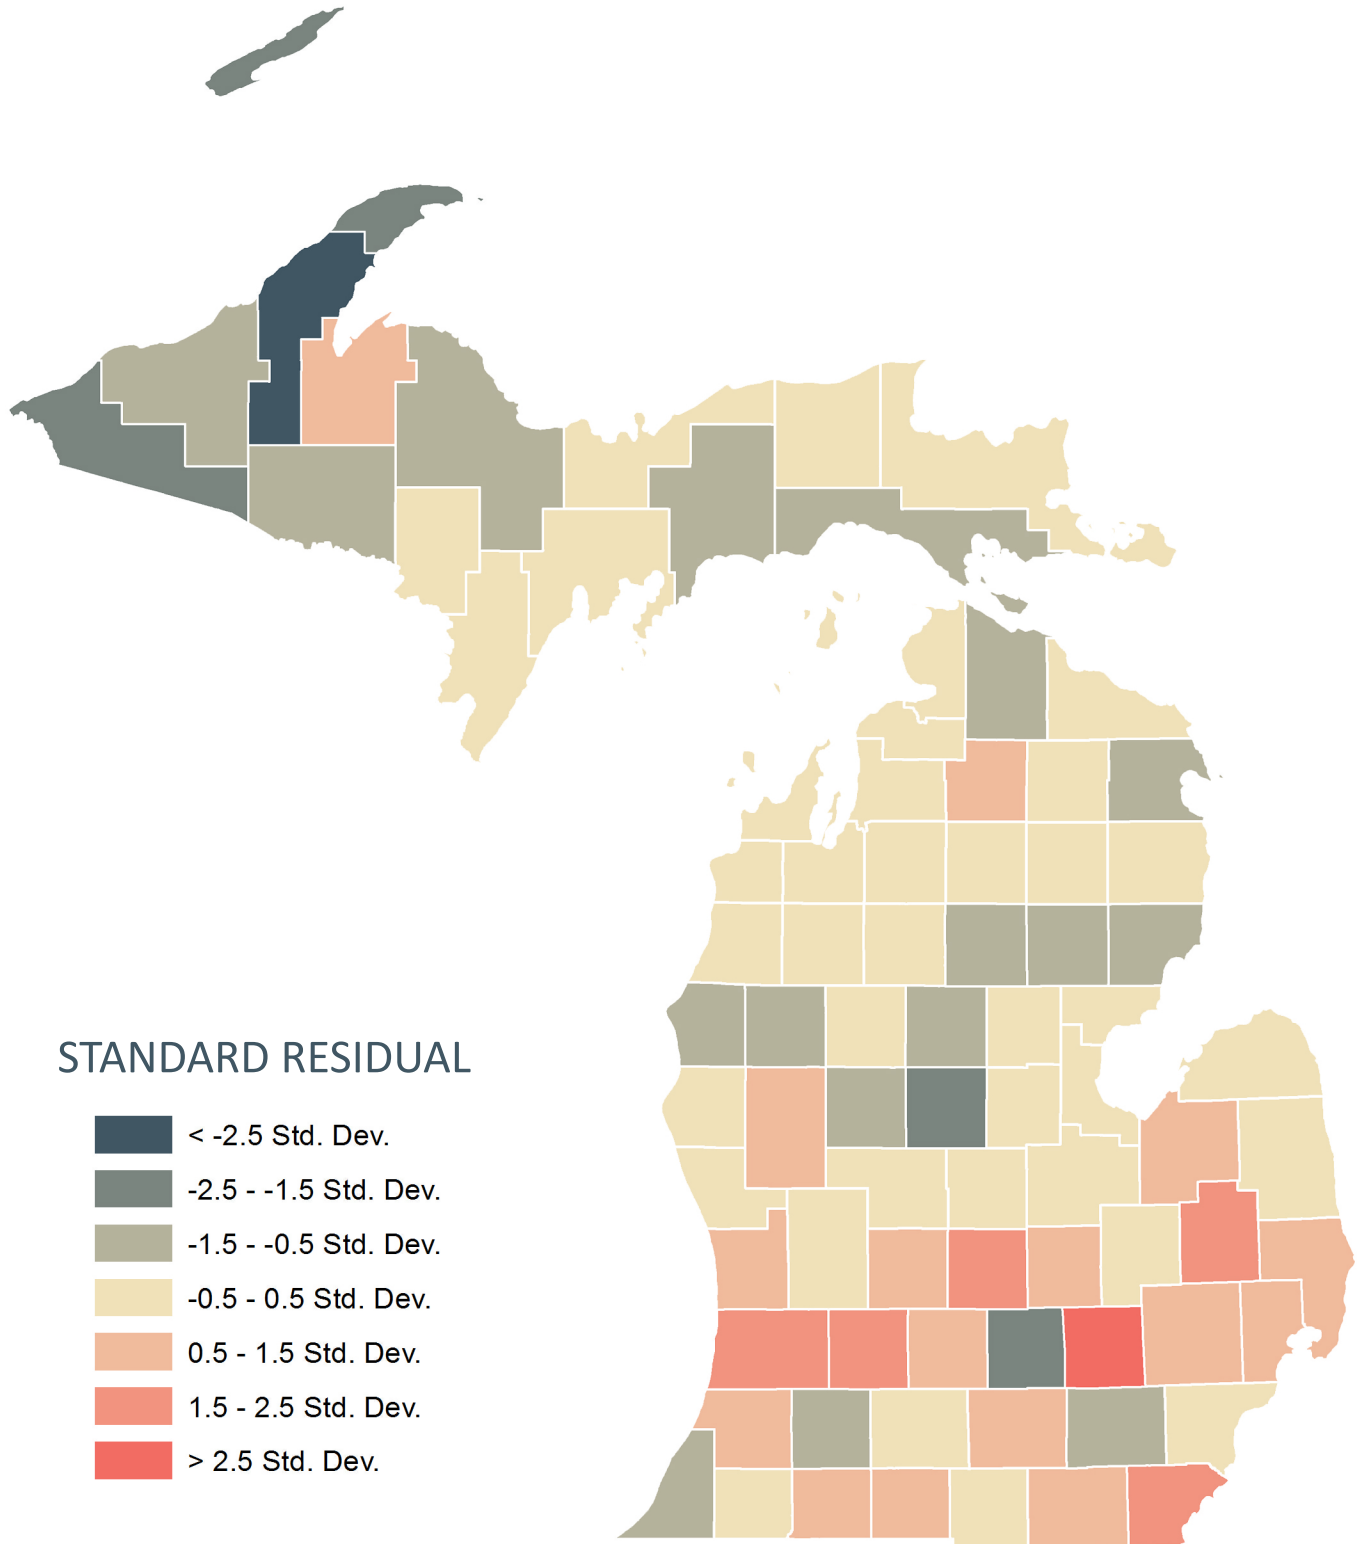 STANDARD RESIDUAL
< -2.5 Std. Dev.
-2.5 - -1.5 Std. Dev.
-1.5 - -0.5 Std. Dev.
-0.5 - 0.5 Std. Dev.
0.5 - 1.5 Std. Dev.
1.5 - 2.5 Std. Dev.
> 2.5 Std. Dev.